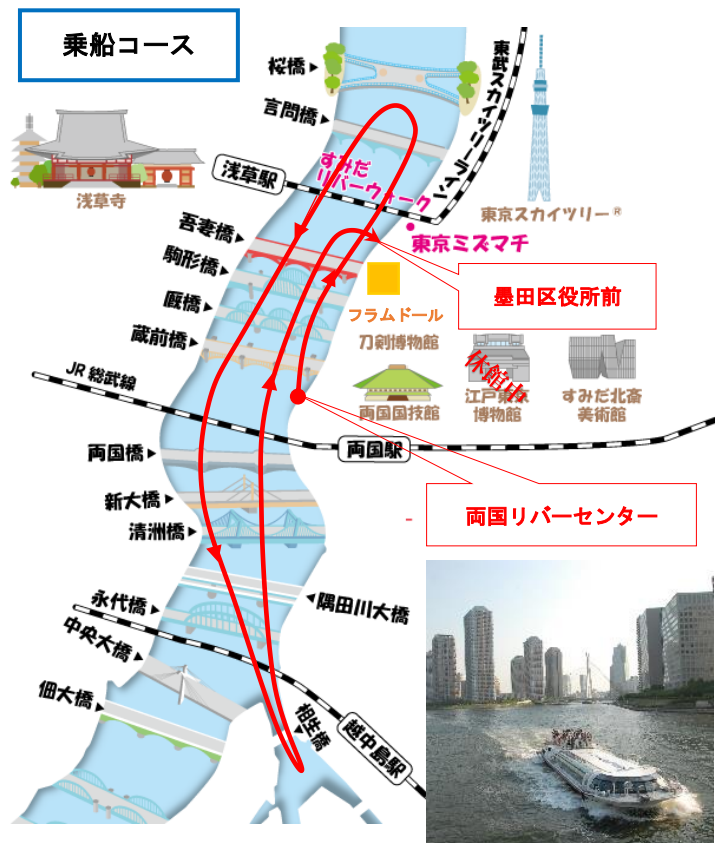 乗船コース
桜橋
言問橋
東武スカイツリーライン
すみだ
リバーウォーク
浅草駅
浅草寺
東京スカイツリー®
東京ミズマチ
吾妻橋
駒形橋
厩橋
蔵前橋
墨田区役所前
フラムドール
刀剣博物館
両国国技館
江戸東京
博物館
休館中
すみだ北斎
美術館
JR 総武線
両国駅
両国橋
新大橋
清洲橋
両国リバーセンター
永代橋
隅田川大橋
中央大橋
佃大橋
相生橋
越中島駅